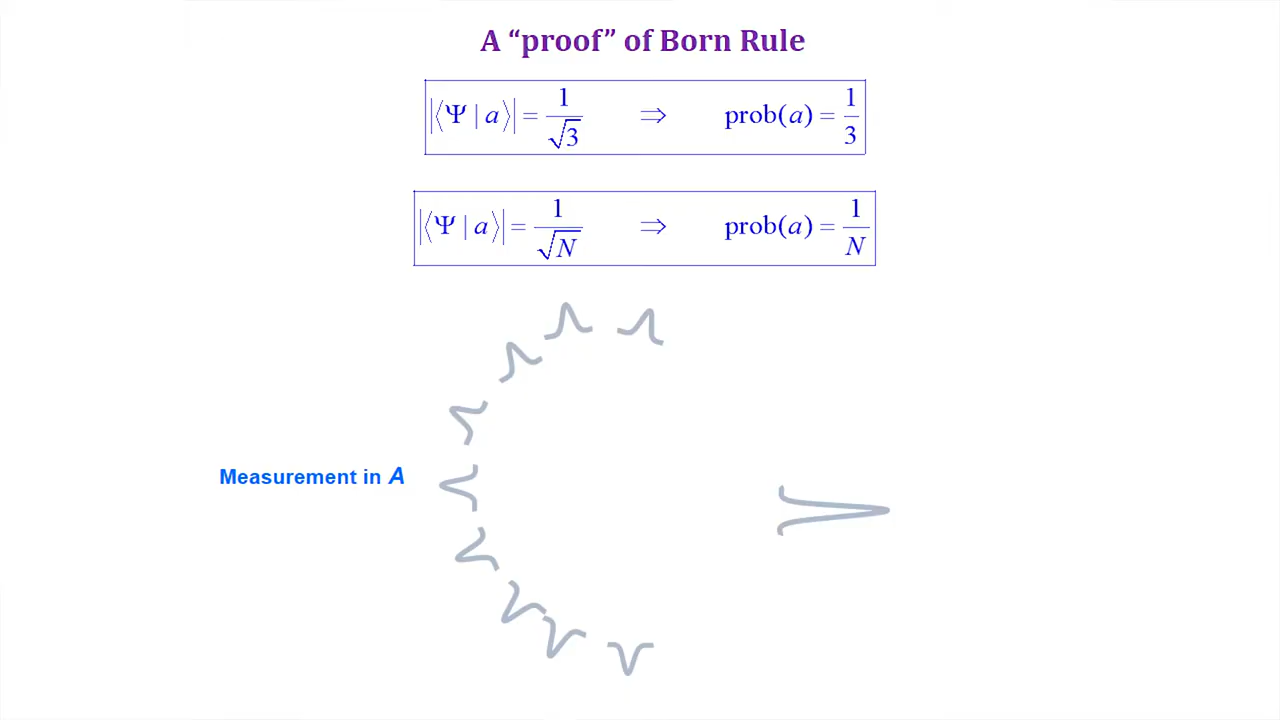 A “proof” of Born Rule
|⟨Ψ | a⟩| = 1/√3 ⇒ prob(a) = 1/3
|⟨Ψ | a⟩| = 1/√N ⇒ prob(a) = 1/N
Measurement in A